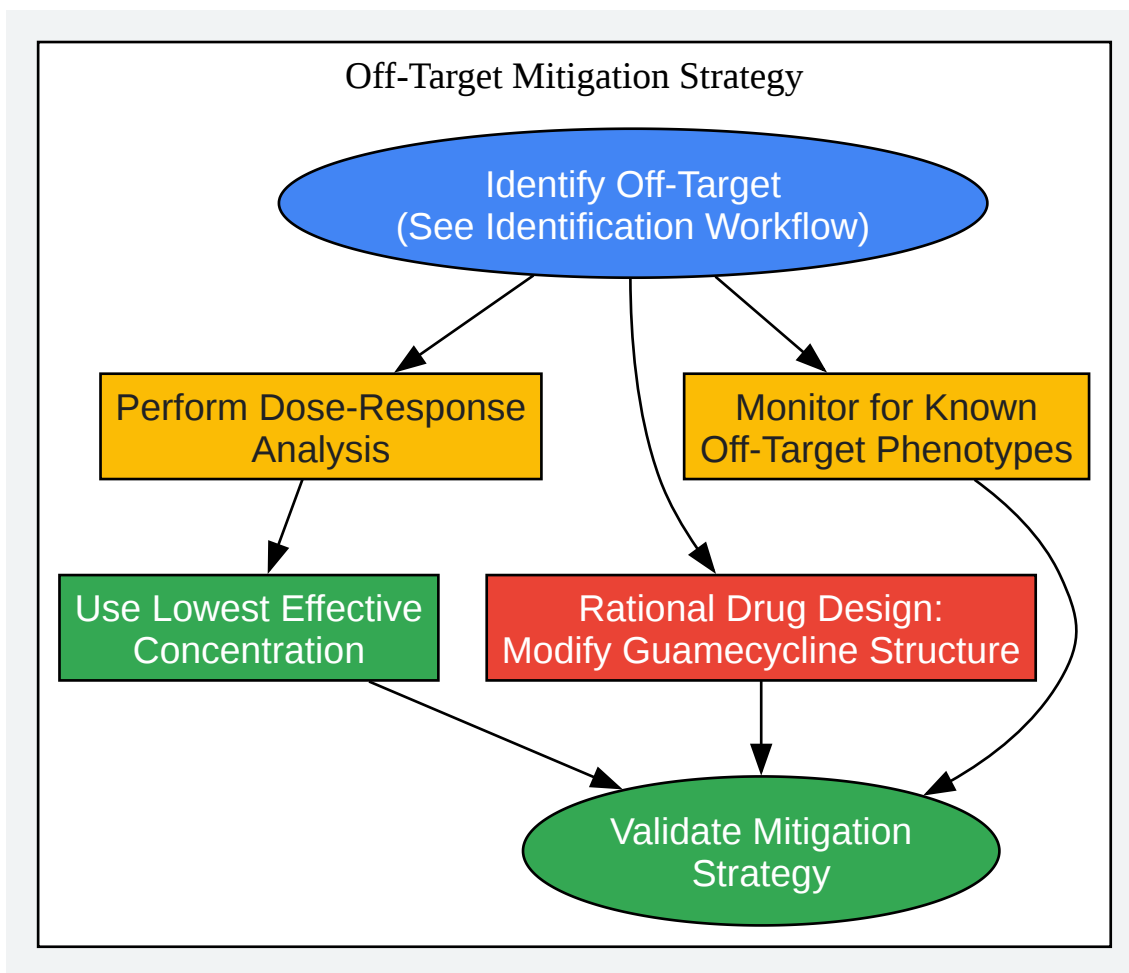 Off-Target Mitigation Strategy
Identify Off-Target
(See Identification Workflow)
Perform Dose-Response
Analysis
Monitor for Known
Off-Target Phenotypes
Use Lowest Effective
Concentration
Rational Drug Design:
Modify Guamecycline Structure
Validate Mitigation
Strategy